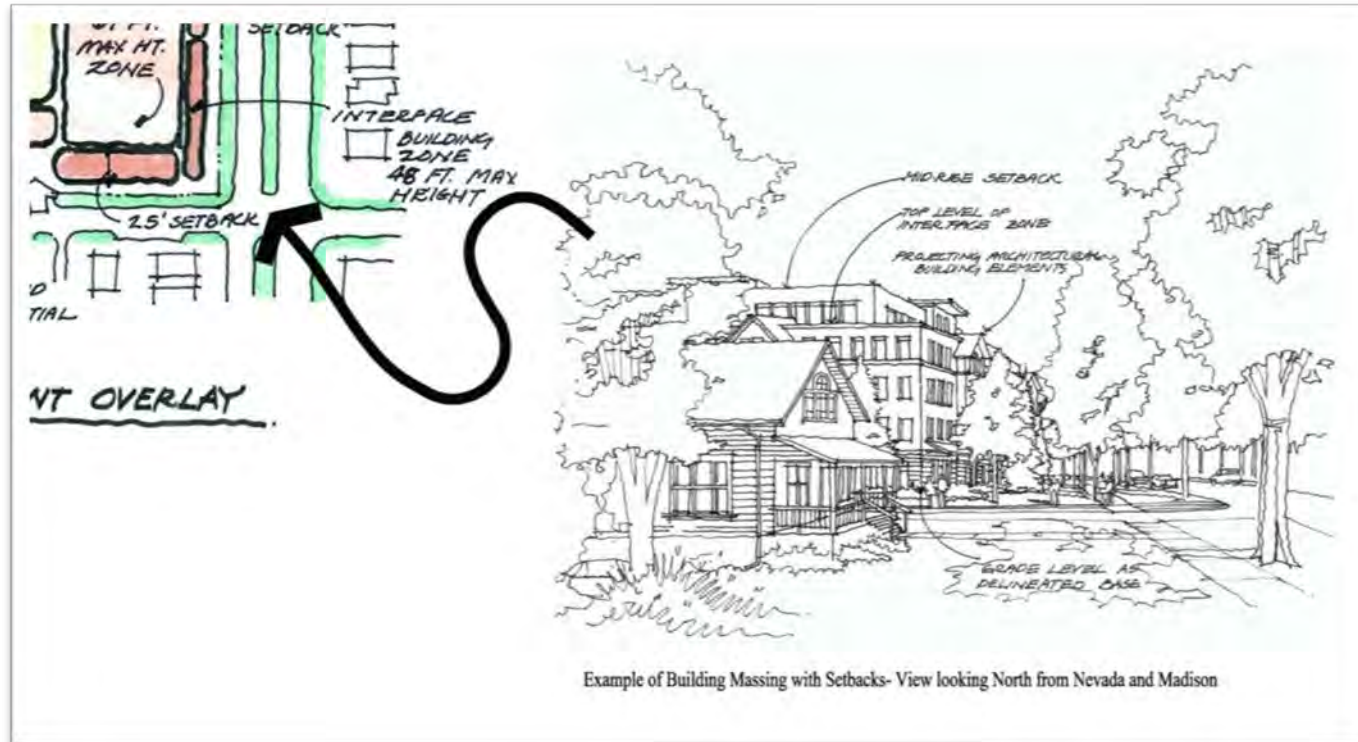 SETBACK
FT.
MAX HT.
ZONE
INTERFACE
BUILDING
ZONE
48 FT. MAX
HEIGHT
25' SETBACK
TIAL
NT OVERLAY
MIDRISE SETBACK
TOP LEVEL OF
INTERFACE ZONE
PROJECTING ARCHITECTURAL
BUILDING ELEMENTS
GRADE LEVEL AS
DELINEATED BASE
Example of Building Massing with Setbacks- View looking North from Nevada and Madison